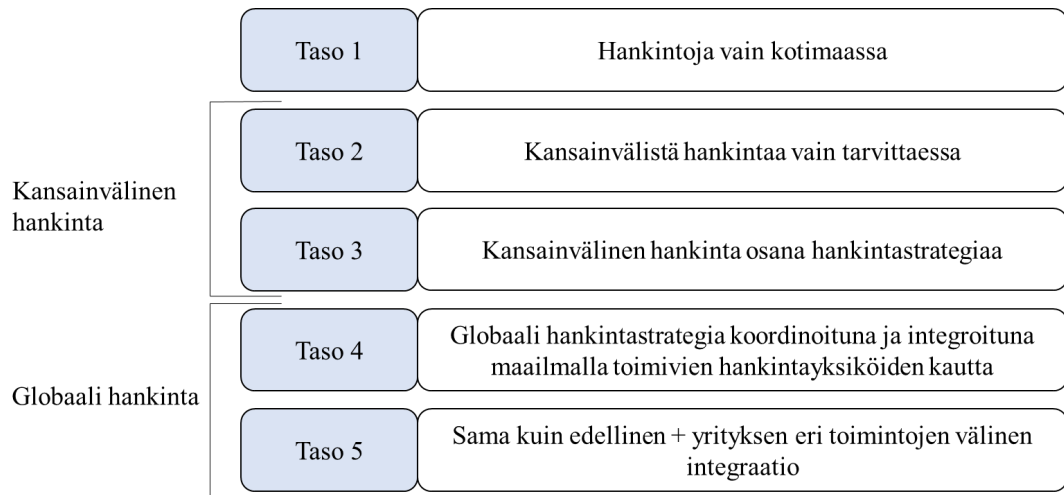 Taso 1
Hankintoja vain kotimaassa
Kansainvälinen
hankinta
Taso 2
Kansainvälistä hankintaa vain tarvittaessa
Taso 3
Kansainvälinen hankinta osana hankintastrategiaa
Globaali hankinta
Taso 4
Globaali hankintastrategia koordinoituna ja integroituna
maailmalla toimivien hankintayksiköiden kautta
Taso 5
Sama kuin edellinen + yrityksen eri toimintojen välinen
integraatio